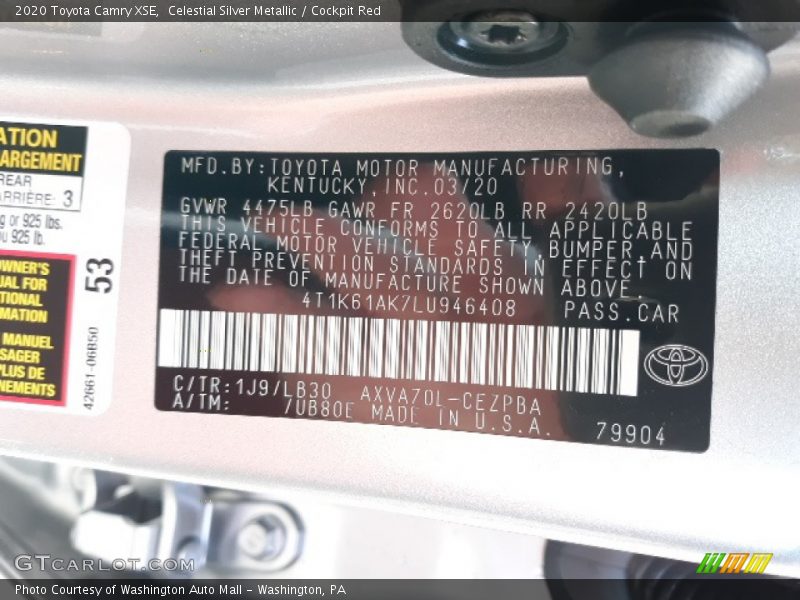 2020 Toyota Camry XSE, Celestial Silver Metallic / Cockpit Red
ATION
ARGEMENT
REAR
ARRIÈRE 3
g or 925 lbs.
ou 925 lb.
OWNER'S
UAL FOR
TIONAL
MATION
MANUEL
SAGER
PLUS DE
NEMENTS
53
42661-06B50
MFD.BY:TOYOTA MOTOR MANUFACTURING,
KENTUCKY,INC.03/20
GVWR 4475LB GAWR FR 2620LB RR 2420LB
THIS VEHICLE CONFORMS TO ALL APPLICABLE
FEDERAL MOTOR VEHICLE SAFETY,BUMPER,AND
THEFT PREVENTION STANDARDS IN EFFECT ON
THE DATE OF MANUFACTURE SHOWN ABOVE.
4T1K61AK7LU946408 PASS.CAR
C/TR:1J9/LB30 AXVA70L-CEZPBA
A/TM: 7UB80E MADE IN U.S.A.
79904
GTCARLOT.COM
Photo Courtesy of Washington Auto Mall - Washington, PA